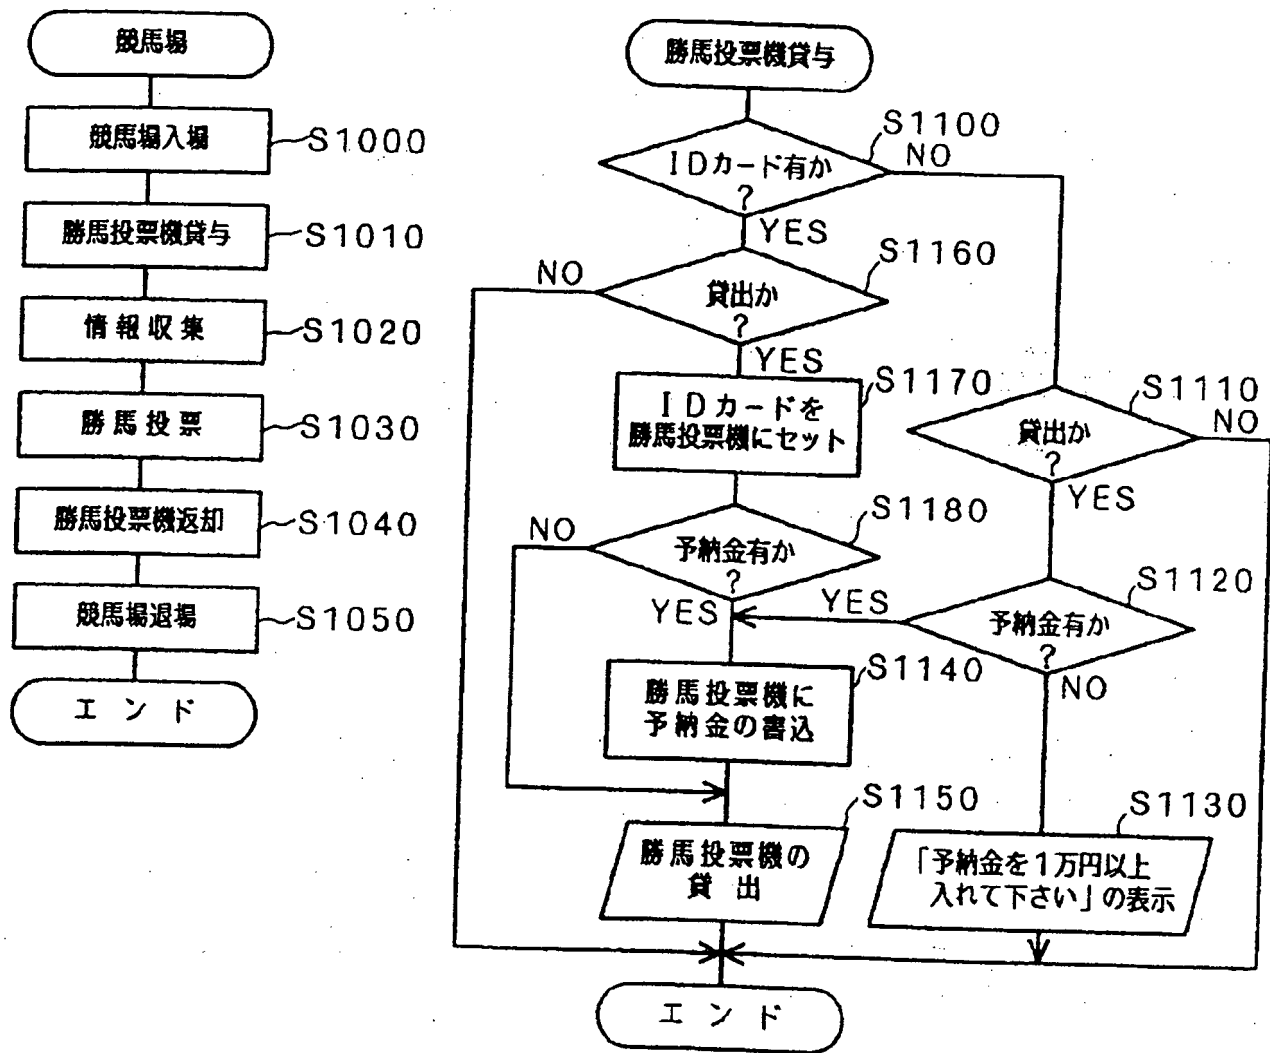 競馬場
競馬場入場
S1000
勝馬投票機貸与
S1010
情報収集
S1020
勝馬投票
S1030
勝馬投票機返却
S1040
競馬場退場
S1050
エンド
勝馬投票機貸与
S1100
IDカード有か
?
NO
YES
S1160
貸出か
?
NO
YES
S1170
IDカードを
勝馬投票機にセット
S1110
貸出か
?
NO
YES
S1180
予納金有か
?
NO
YES
S1120
予納金有か
?
YES
NO
S1140
勝馬投票機に
予納金の書込
S1150
勝馬投票機の
貸出
S1130
「予納金を1万円以上
入れて下さい」の表示
エンド